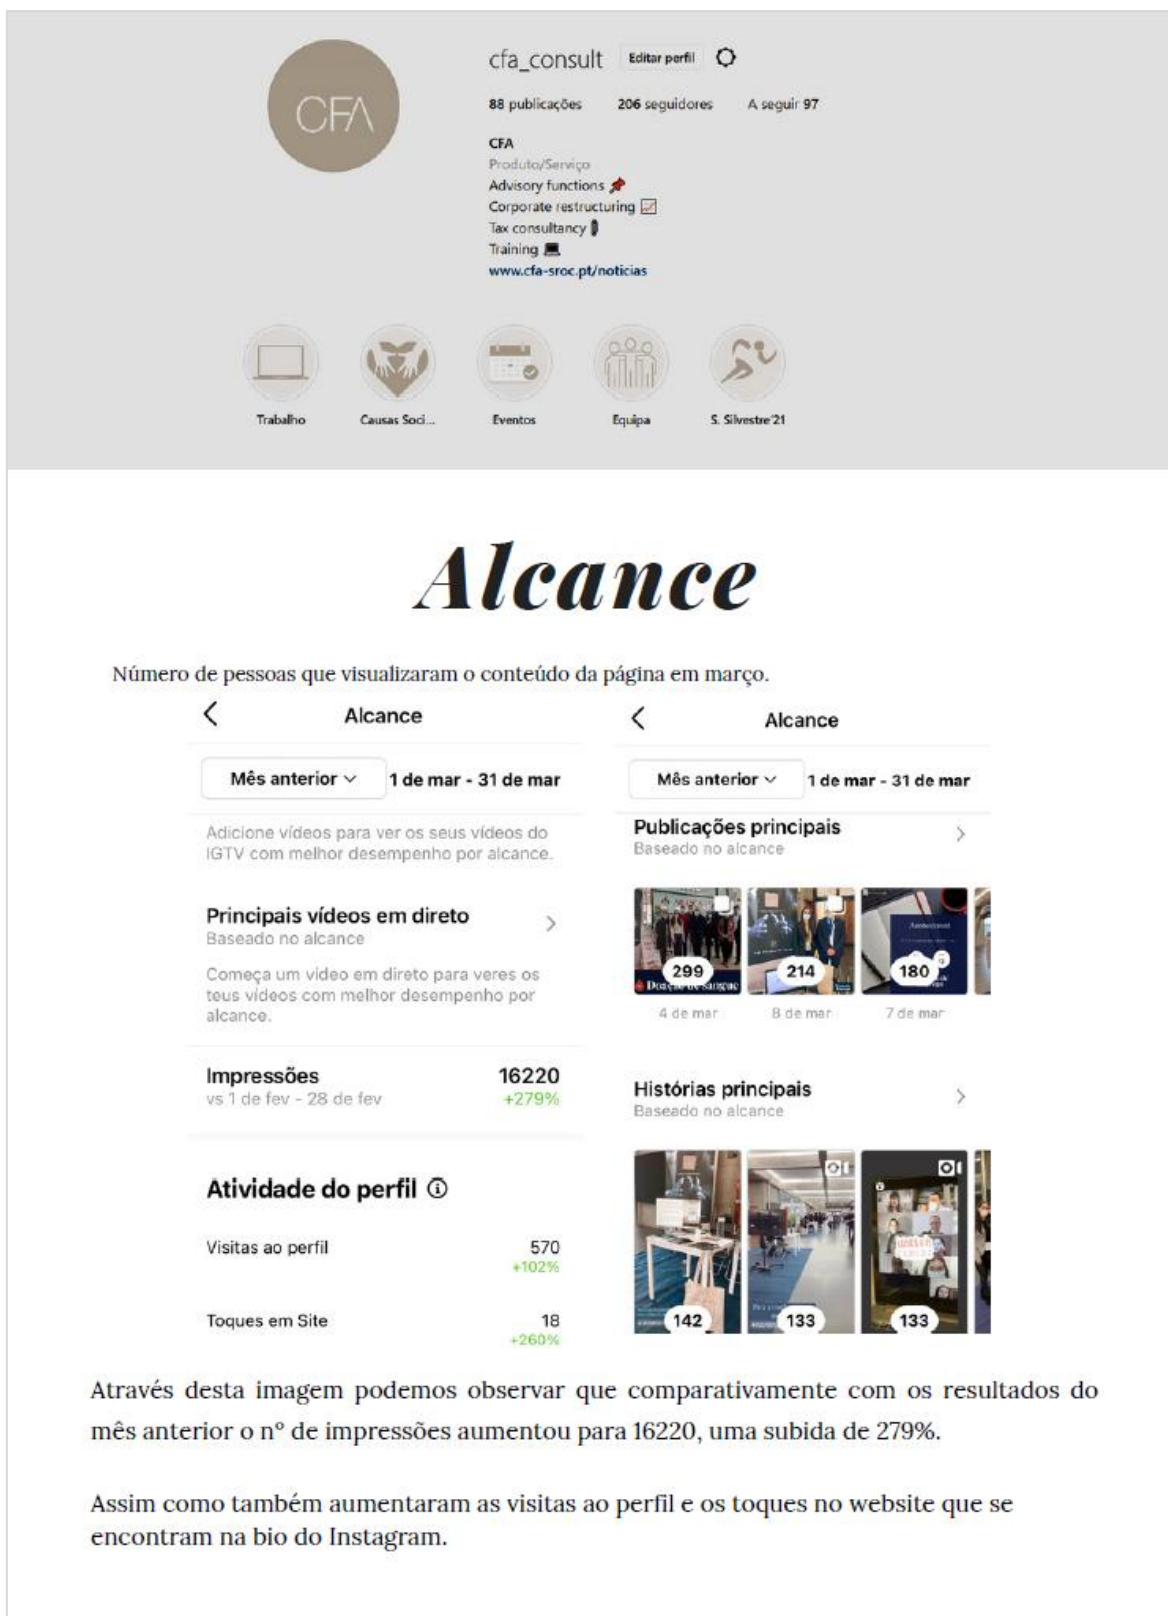 CFA
cfa_consult Editar perfil
88 publicações 206 seguidores A seguir 97
CFA
Produto/Serviço
Advisory functions
Corporate restructuring
Tax consultancy
Training
www.cfa-sroc.pt/noticias
Trabalho Causas Soci... Eventos Equipa S. Silvestre'21
Alcance
Número de pessoas que visualizaram o conteúdo da página em março.
Alcance
Mês anterior 1 de mar - 31 de mar
Adicione vídeos para ver os seus vídeos do
IGTV com melhor desempenho por alcance.
Principais vídeos em direto
Baseado no alcance
Começa um video em direto para veres os
teus vídeos com melhor desempenho por
alcance.
Impressões 16220
vs 1 de fev - 28 de fev +279%
Atividade do perfil
Visitas ao perfil 570
+102%
Toques em Site 18
+260%
Alcance
Mês anterior 1 de mar - 31 de mar
Publicações principais
Baseado no alcance
299 214 180
Doação de sangue
4 de mar 8 de mar 7 de mar
Histórias principais
Baseado no alcance
142 133 133
Através desta imagem podemos observar que comparativamente com os resultados do
mês anterior o nº de impressões aumentou para 16220, uma subida de 279%.
Assim como também aumentaram as visitas ao perfil e os toques no website que se
encontram na bio do Instagram.